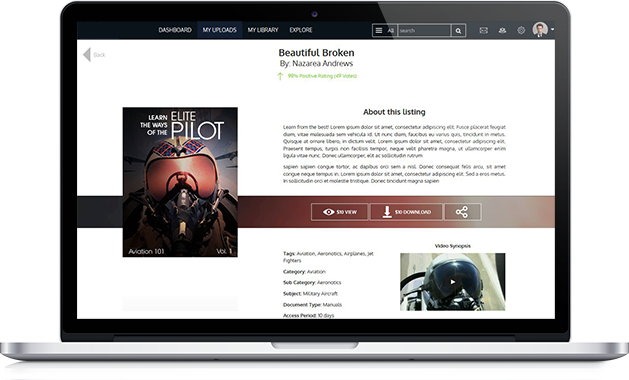 DASHBOARD MY UPLOADS MY LIBRARY EXPLORE All search
Back
Beautiful Broken
By: Nazarea Andrews
98% Positive Rating (49 Votes)
LEARN
THE WAYS
OF THE
ELITE
PILOT
Aviation 101 Vol. 1
About this listing
Learn from the best! Lorem ipsum dolor sit amet, consectetur adipiscing elit. Fusce placerat feugiat
diam, vitae malesuada sem vehicula id. Nunc arcu lorem, faucibus eu varius quis, tincidunt in metus.
Quisque at ornare libero, in dictum velit. Lorem ipsum dolor sit amet, consectetur adipiscing elit.
Praesent tempus, turpis non facilisis tempor, neque velit pharetra metus, a imperdiet lorem enim
ligula vitae nunc. Donec ullamcorper, elit at sollicitudin rutrum
sapien sapien congue tortor, ac dapibus orci sem a nisl. Donec consequat felis arcu, sit amet
congue neque tempus in. Lorem ipsum dolor sit amet, consectetur adipiscing elit. Sed a eros metus.
In sollicitudin orci et molestie tristique. Donec tincidunt magna sapien
$10 VIEW
$10 DOWNLOAD
Tags: Aviation, Aeronotics, Airplanes, Jet
Fighters
Category: Aviation
Sub Category: Aeronotics
Subject: Military Aircraft
Document Type: Manuals
Access Period: 10 days
Video Synopsis